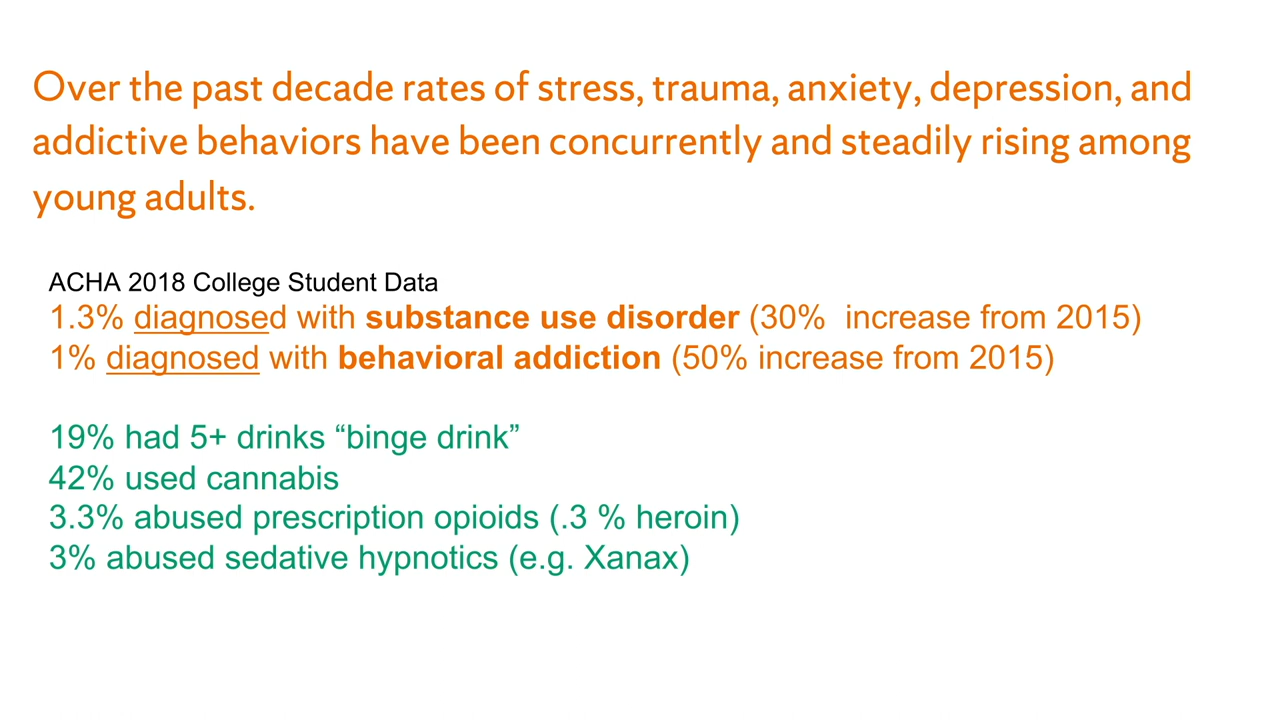 Over the past decade rates of stress, trauma, anxiety, depression, and
addictive behaviors have been concurrently and steadily rising among
young adults.
ACHA 2018 College Student Data
1.3% diagnosed with substance use disorder (30%  increase from 2015)
1% diagnosed with behavioral addiction (50% increase from 2015)
19% had 5+ drinks “binge drink”
42% used cannabis
3.3% abused prescription opioids (.3 % heroin)
3% abused sedative hypnotics (e.g. Xanax)